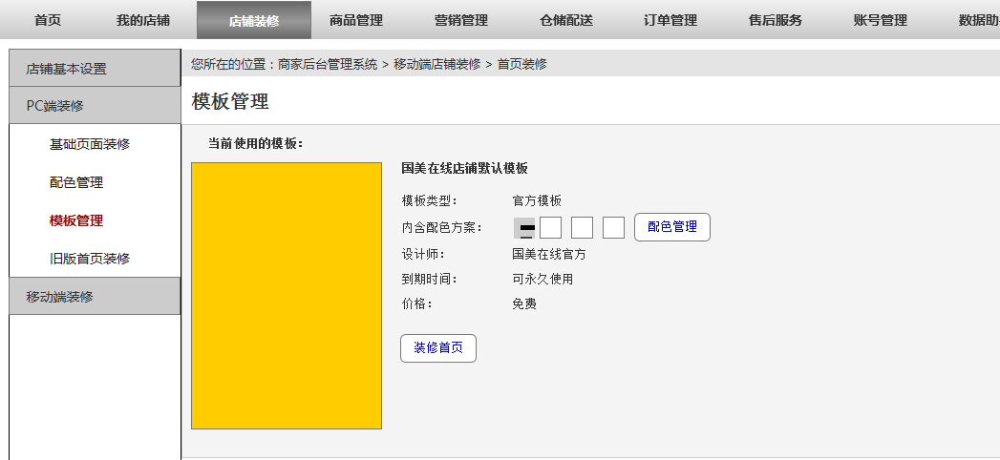 首页 我的店铺 店铺装修 商品管理 营销管理 仓储配送 订单管理 售后服务 账号管理 数据助
店铺基本设置
PC端装修
基础页面装修
配色管理
模板管理
旧版首页装修
移动端装修
您所在的位置：商家后台管理系统 > 移动端店铺装修 > 首页装修
模板管理
当前使用的模板：
国美在线店铺默认模板
模板类型： 官方模板
内含配色方案： 配色管理
设计师： 国美在线官方
到期时间： 可永久使用
价格： 免费
装修首页